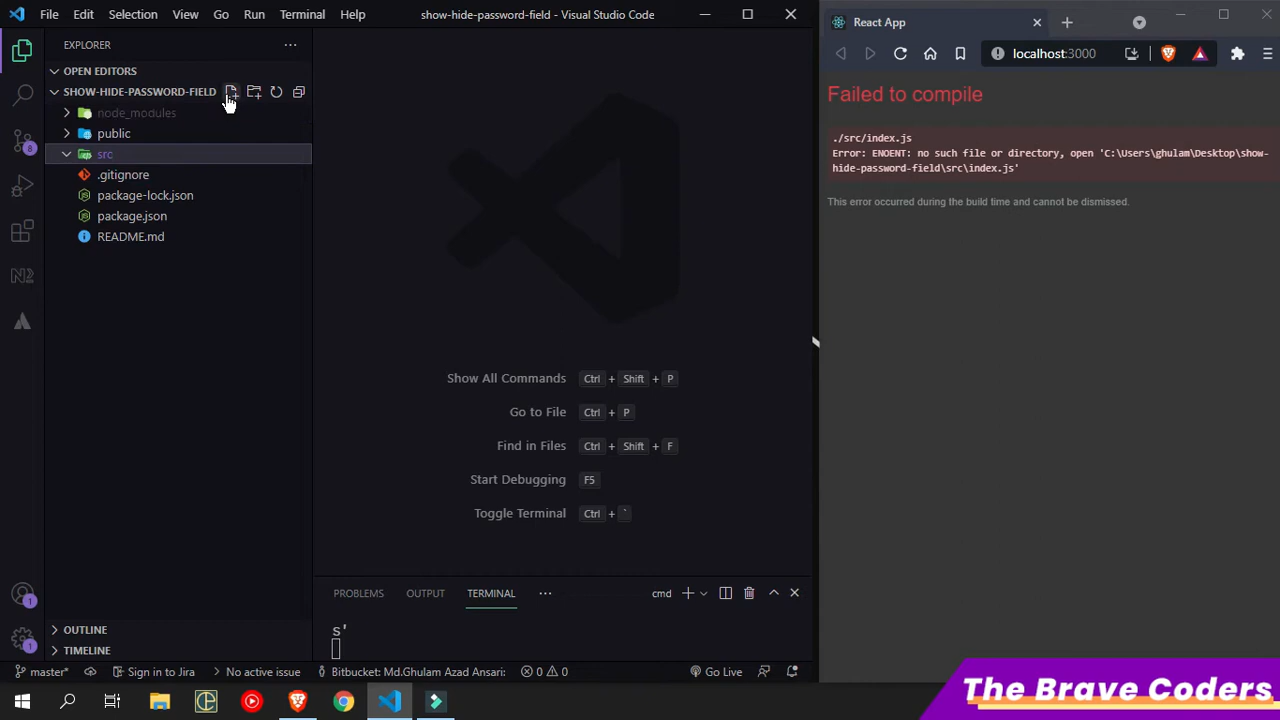 File Edit Selection View Go Run Terminal Help show-hide-password-field - Visual Studio Code
EXPLORER
OPEN EDITORS
SHOW-HIDE-PASSWORD-FIELD
node_modules
public
src
.gitignore
package-lock.json
package.json
README.md
OUTLINE
TIMELINE
Show All Commands Ctrl + Shift + P
Go to File Ctrl + P
Find in Files Ctrl + Shift + F
Start Debugging F5
Toggle Terminal Ctrl + `
PROBLEMS OUTPUT TERMINAL cmd
s'
master* Sign in to Jira No active issue Bitbucket: Md.Ghulam Azad Ansari: 0 0 Go Live
8
1
1
React App
localhost:3000
Failed to compile
./src/index.js
Error: ENOENT: no such file or directory, open 'C:\Users\ghulam\Desktop\show-
hide-password-field\src\index.js'
This error occurred during the build time and cannot be dismissed.
The Brave Coders